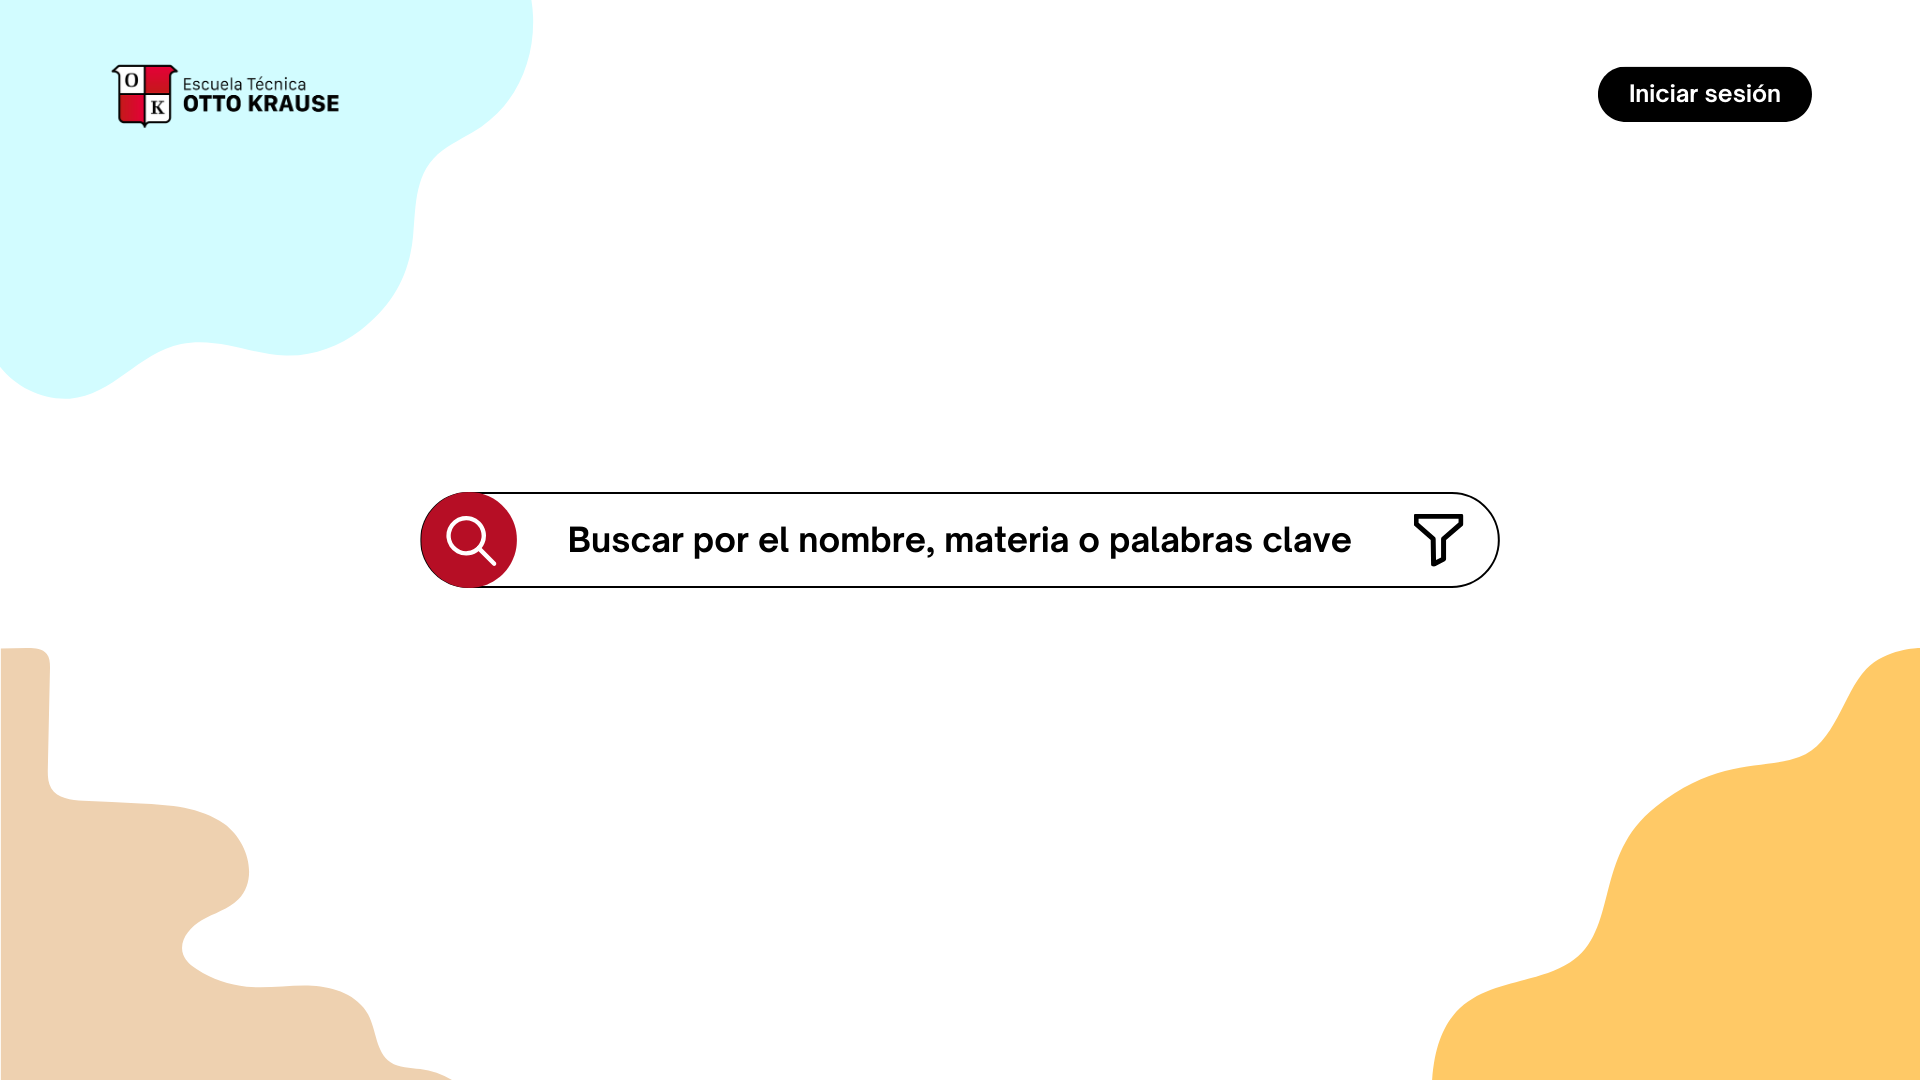 O
K
Escuela Técnica
OTTO KRAUSE
Iniciar sesión
Buscar por el nombre, materia o palabras clave